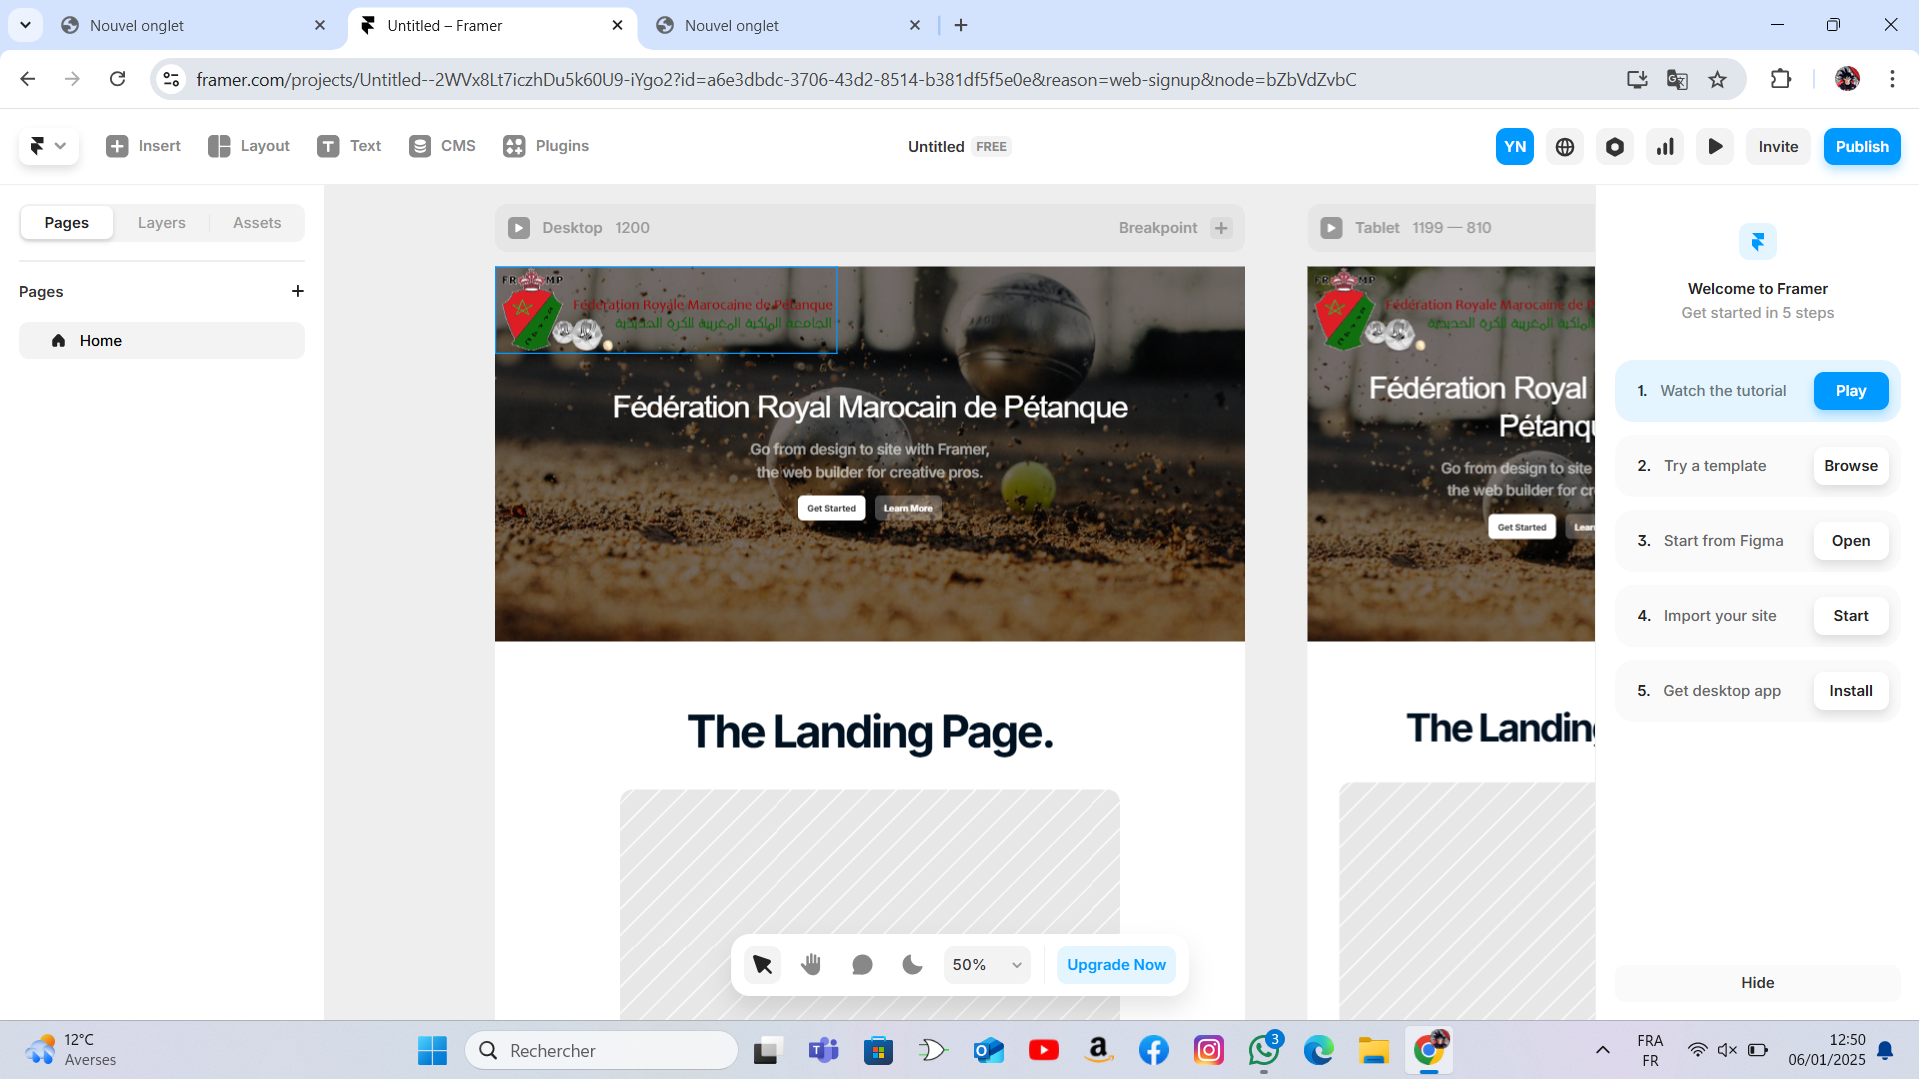 Nouvel onglet
Untitled – Framer
Nouvel onglet
framer.com/projects/Untitled--2WVx8Lt7iczhDu5k60U9-iYgo2?id=a6e3dbdc-3706-43d2-8514-b381df5f5e0e&reason=web-signup&node=bZbVdZvbC
Insert
Layout
Text
CMS
Plugins
Untitled FREE
YN
Invite
Publish
Pages
Layers
Assets
Pages
Home
Desktop 1200
Breakpoint
Tablet 1199 — 810
FR MP
Fédération Royale Marocaine de Pétanque
الجامعة الملكية المغربية للكرة الحديدية
Fédération Royal Marocain de Pétanque
Go from design to site with Framer,
the web builder for creative pros.
Get Started
Learn More
The Landing Page.
FR MP
Fédération Royale Marocaine de P
الملكية المغربية للكرة الحديدية
Fédération Royal
Pétanqu
Go from design to site
the web builder for cr
Get Started
Lear
The Landing
Welcome to Framer
Get started in 5 steps
1. Watch the tutorial Play
2. Try a template Browse
3. Start from Figma Open
4. Import your site Start
5. Get desktop app Install
Hide
50%
Upgrade Now
12°C
Averses
Rechercher
3
FRA
FR
12:50
06/01/2025